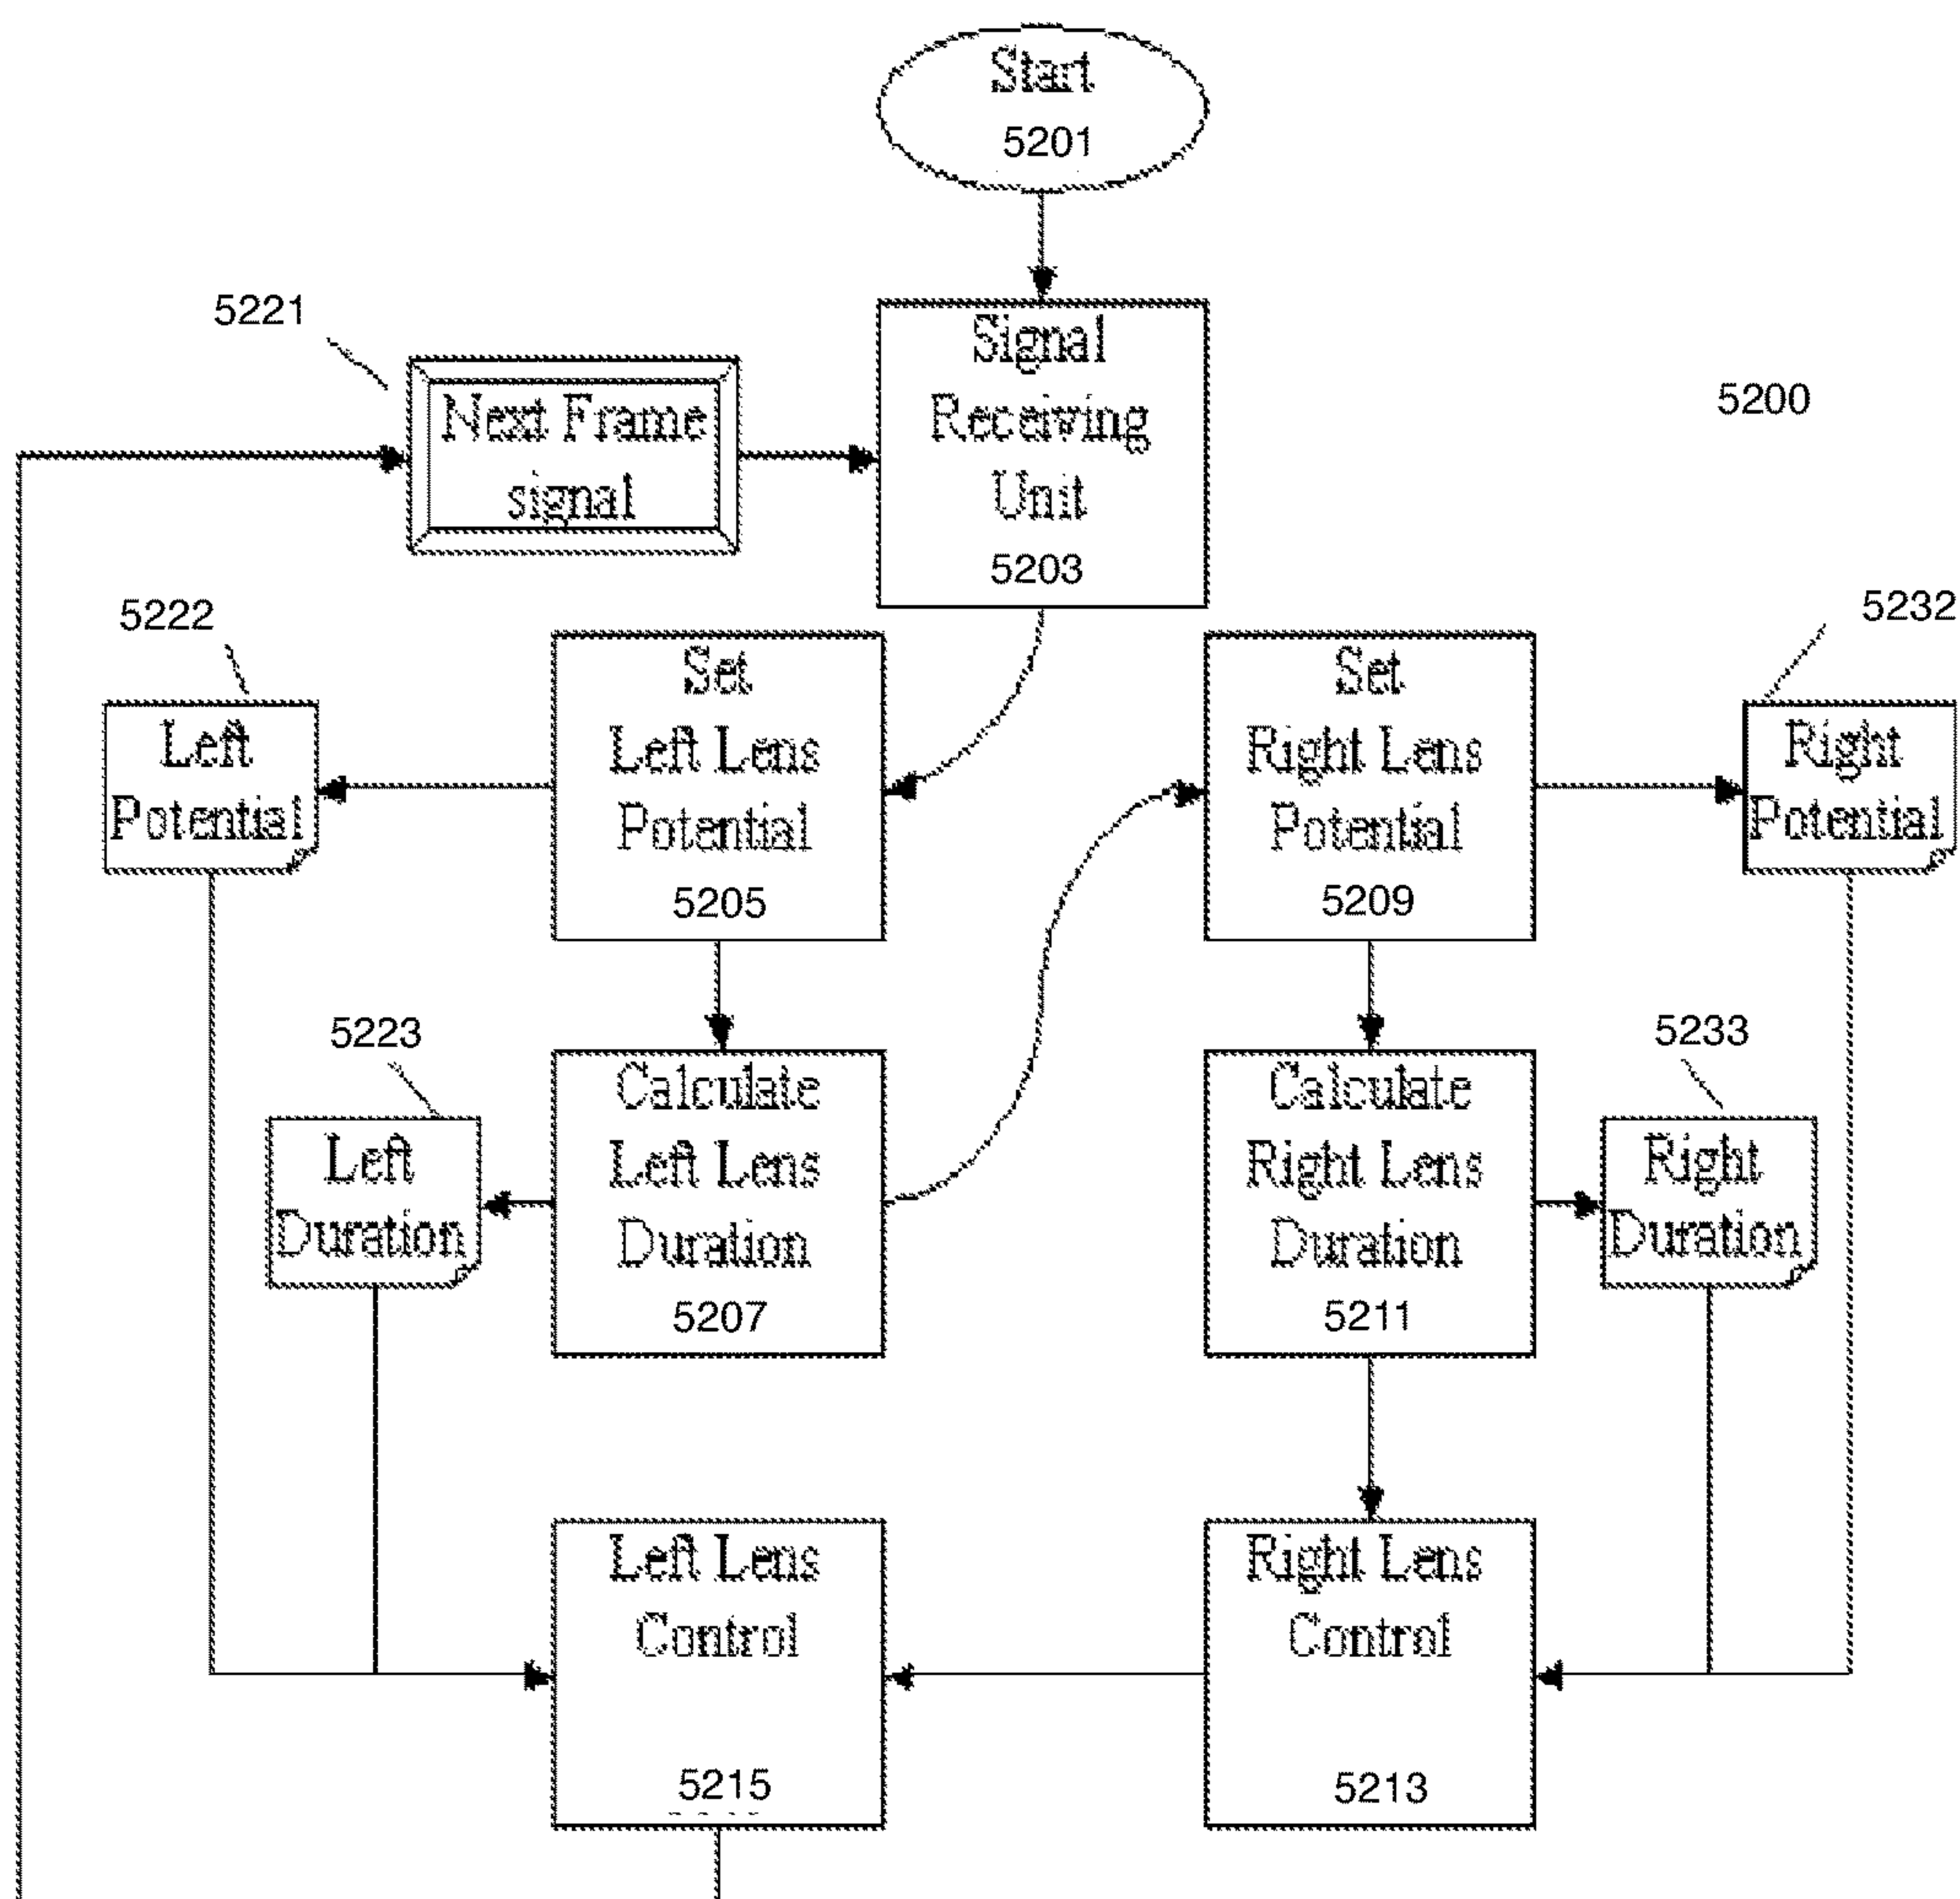 Start
5201
5221
Next Frame
signal
Signal
Receiving
Unit
5203
5200
5222
Left
Potential
Set
Left Lens
Potential
5205
Set
Right Lens
Potential
5209
5232
Right
Potential
5223
Left
Duration
Calculate
Left Lens
Duration
5207
Calculate
Right Lens
Duration
5211
5233
Right
Duration
Left Lens
Control
5215
Right Lens
Control
5213